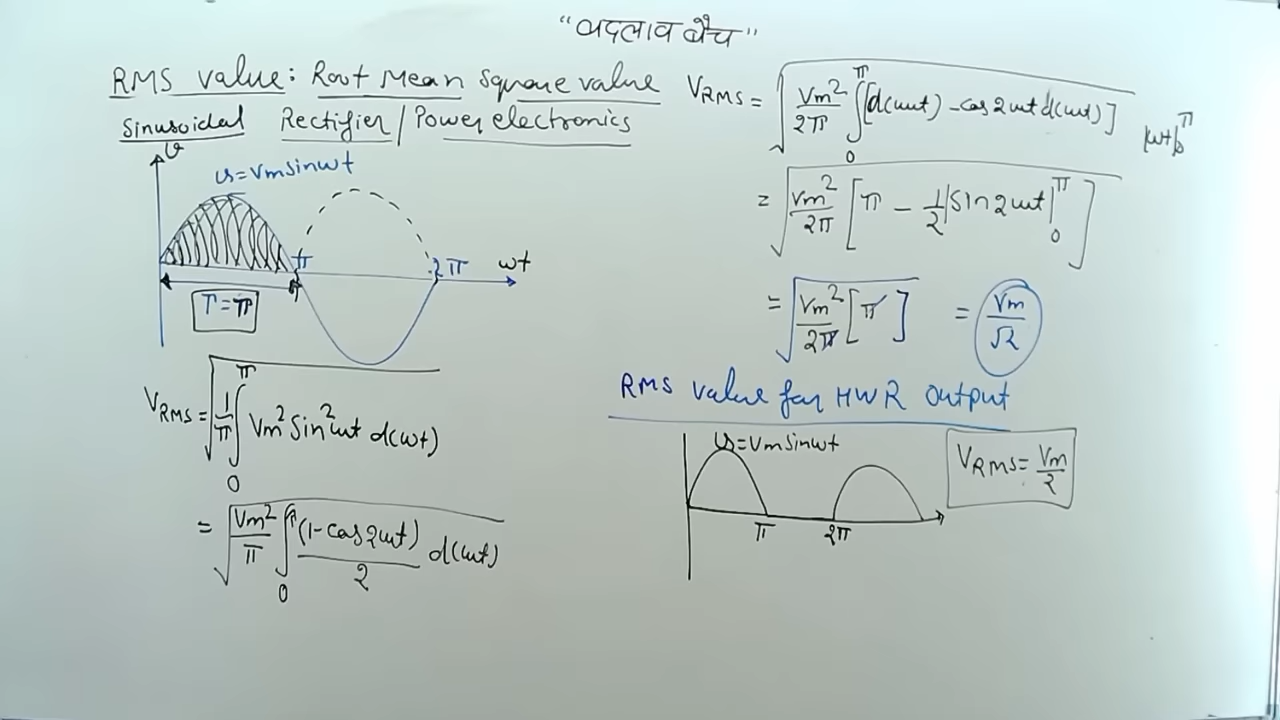 "बदलाव बैच"
RMS value: Root Mean Square value
Sinusoidal Rectifier / Power electronics
v
v=Vm sinωt
π
2π
ωt
T=π
VRMS = √(1/π ∫₀^π Vm² Sin²ωt d(ωt))
= √(Vm²/π ∫₀^π (1-cos2ωt)/2 d(ωt))
VRMS = √(Vm²/2π ∫₀^π [d(ωt) - cos2ωt d(ωt)])
|ωt|₀^π
= √(Vm²/2π [π - 1/2 |Sin2ωt|₀^π])
= √(Vm²/2π [π]) = Vm/√2
RMS value for HWR output
v=Vm sinωt
VRMS = Vm/2
π
2π